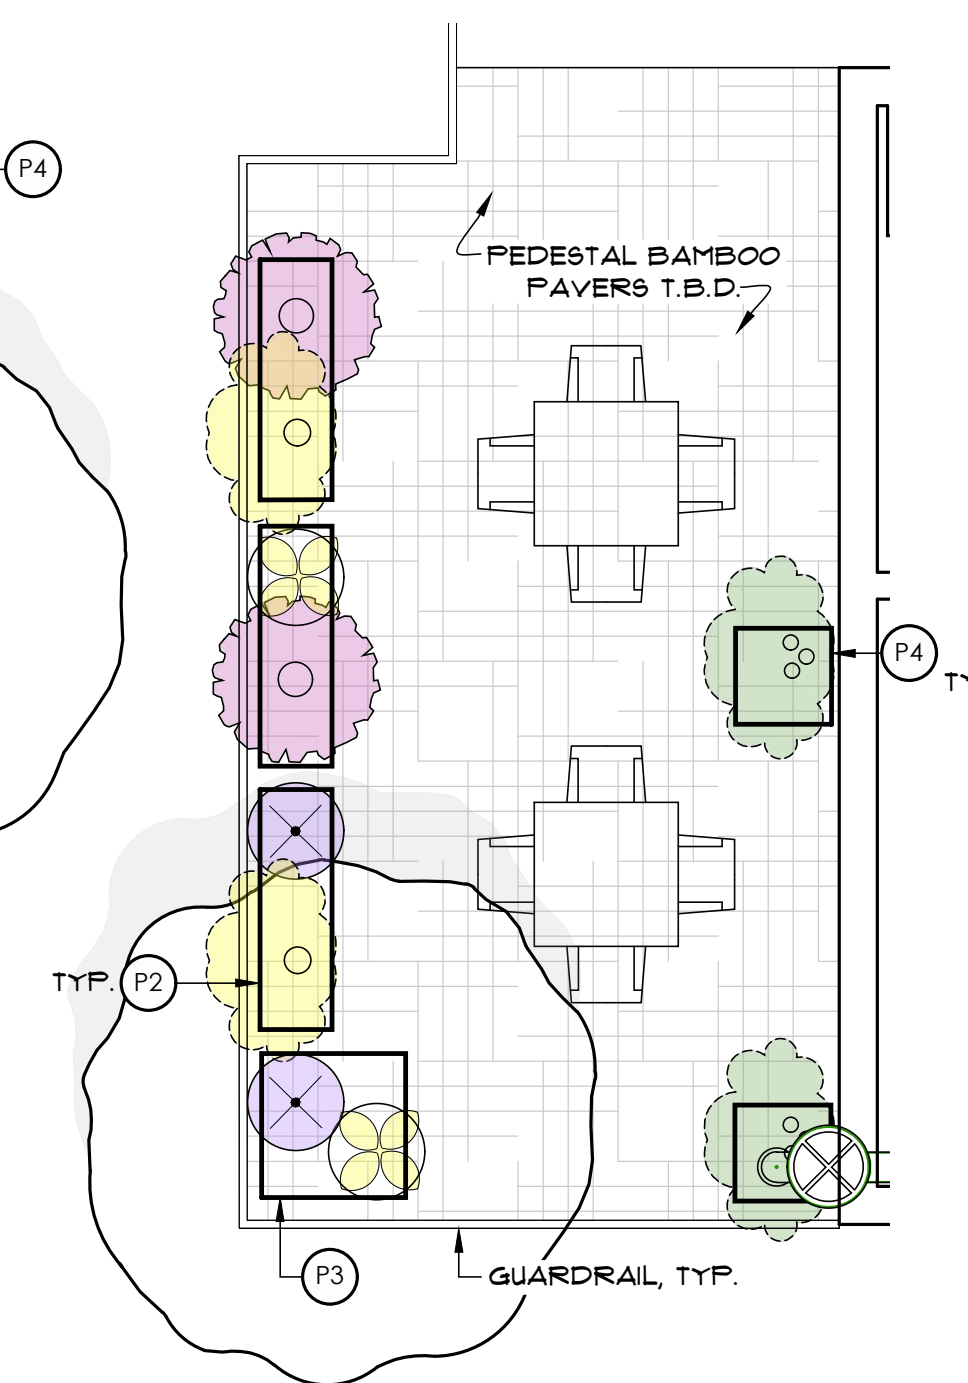 P4
PEDESTAL BAMBOO
PAVERS T.B.D.
P4
TYP. P2
P3
GUARDRAIL, TYP.